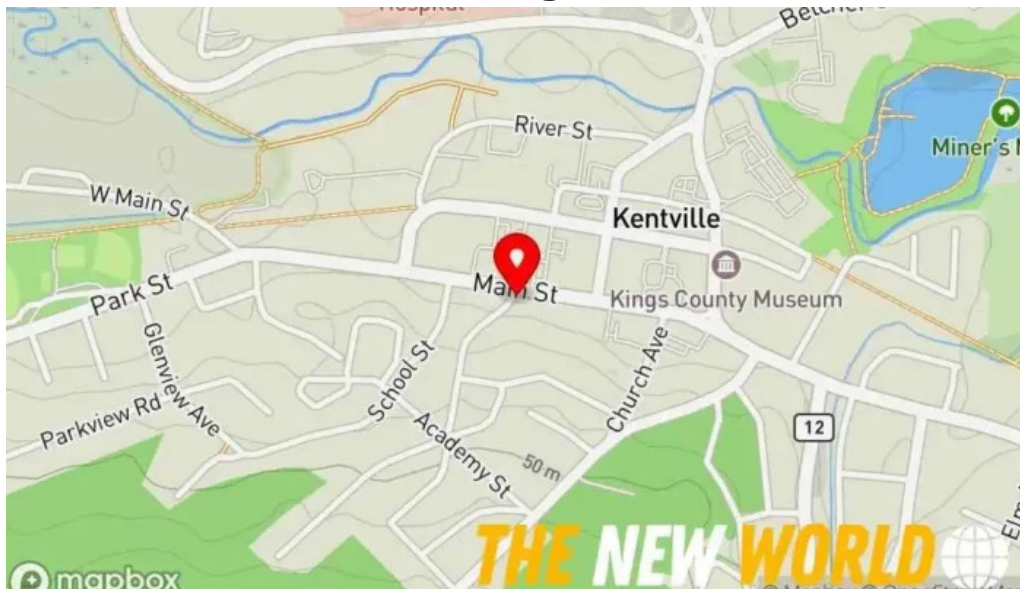 Hospital
River St
Miner's
W Main St
Kentville
Park St
Main St
Kings County Museum
Glenview Ave
School St
Church Ave
Parkview Rd
Academy St
12
50 m
THE NEW WORLD
mapbox